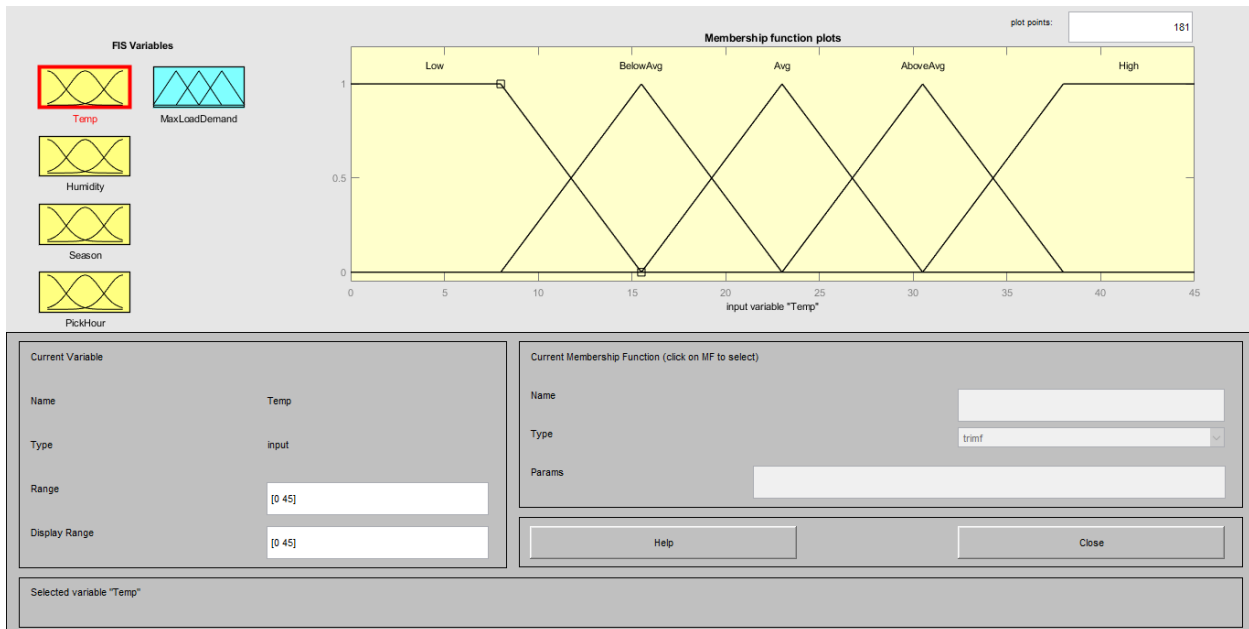 plot points:
181
FIS Variables
Membership function plots
Temp
MaxLoadDemand
Humidity
Season
PickHour
Low
BelowAvg
Avg
AboveAvg
High
1
0.5
0
0
5
10
15
20
25
30
35
40
45
input variable "Temp"
Current Variable
Name
Temp
Type
input
Range
[0 45]
Display Range
[0 45]
Current Membership Function (click on MF to select)
Name
Type
trimf
Params
Help
Close
Selected variable "Temp"